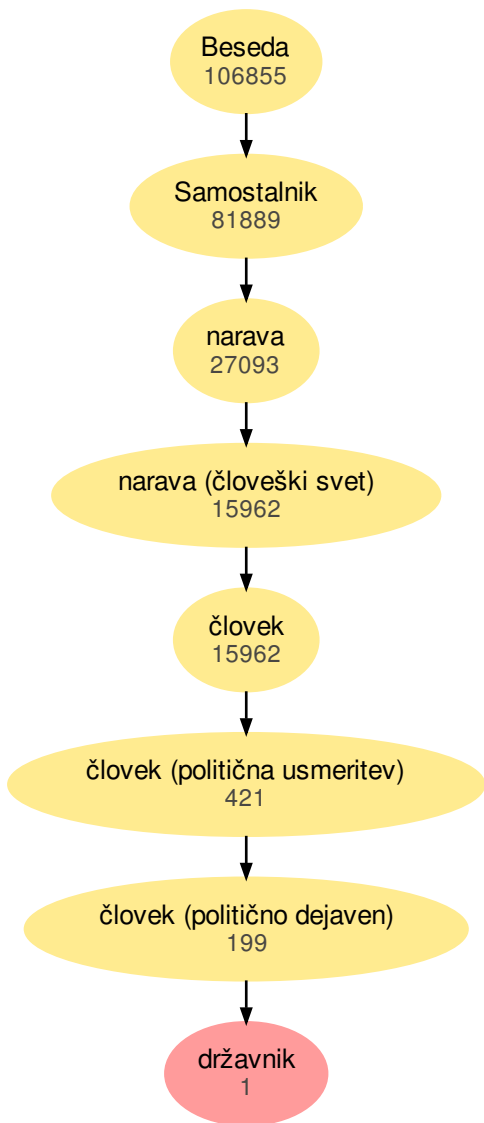 Beseda
106855
Samostalnik
81889
narava
27093
narava (človeški svet)
15962
človek
15962
človek (politična usmeritev)
421
človek (politično dejaven)
199
državnik
1